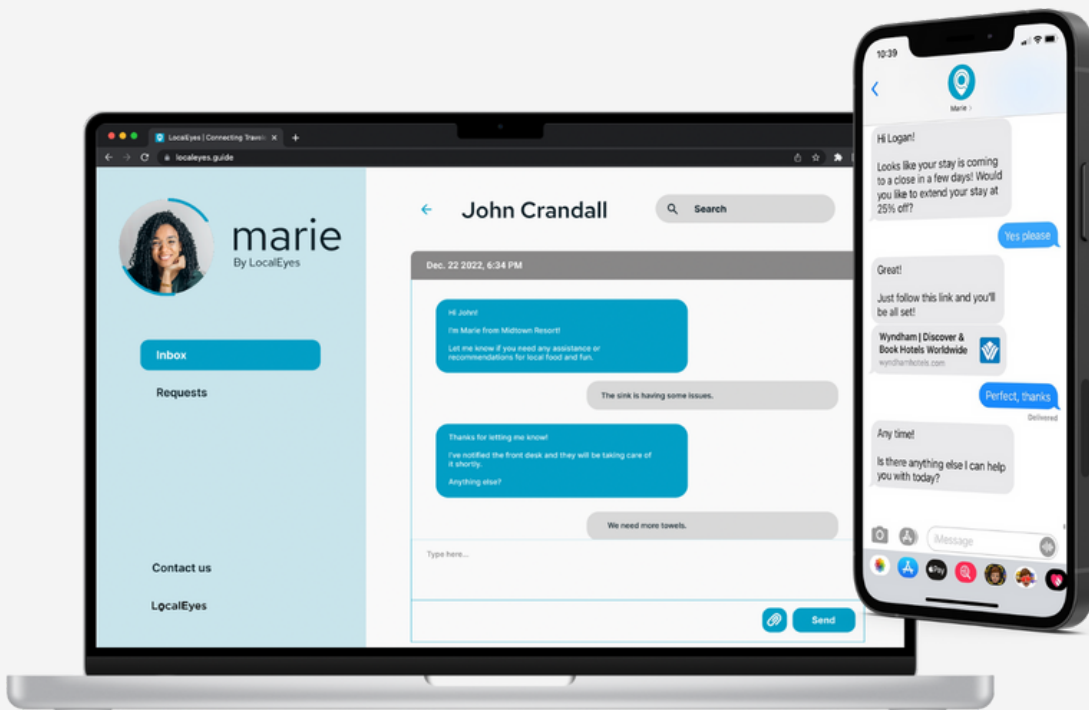 LocalEyes | Connecting Travel
localeyes.guide
marie
By LocalEyes
Inbox
Requests
Contact us
LocalEyes
John Crandall
Search
Dec. 22 2022, 6:34 PM
Hi John!
I'm Marie from Midtown Resort!
Let me know if you need any assistance or
recommendations for local food and fun.
The sink is having some issues.
Thanks for letting me know!
I've notified the front desk and they will be taking care of
it shortly.
Anything else?
We need more towels.
Type here...
Send
10:39
Marie >
Hi Logan!
Looks like your stay is coming
to a close in a few days! Would
you like to extend your stay at
25% off?
Yes please
Great!
Just follow this link and you'll
be all set!
Wyndham | Discover &
Book Hotels Worldwide
wyndhamhotels.com
Perfect, thanks
Delivered
Any time!
Is there anything else I can help
you with today?
iMessage
Pay